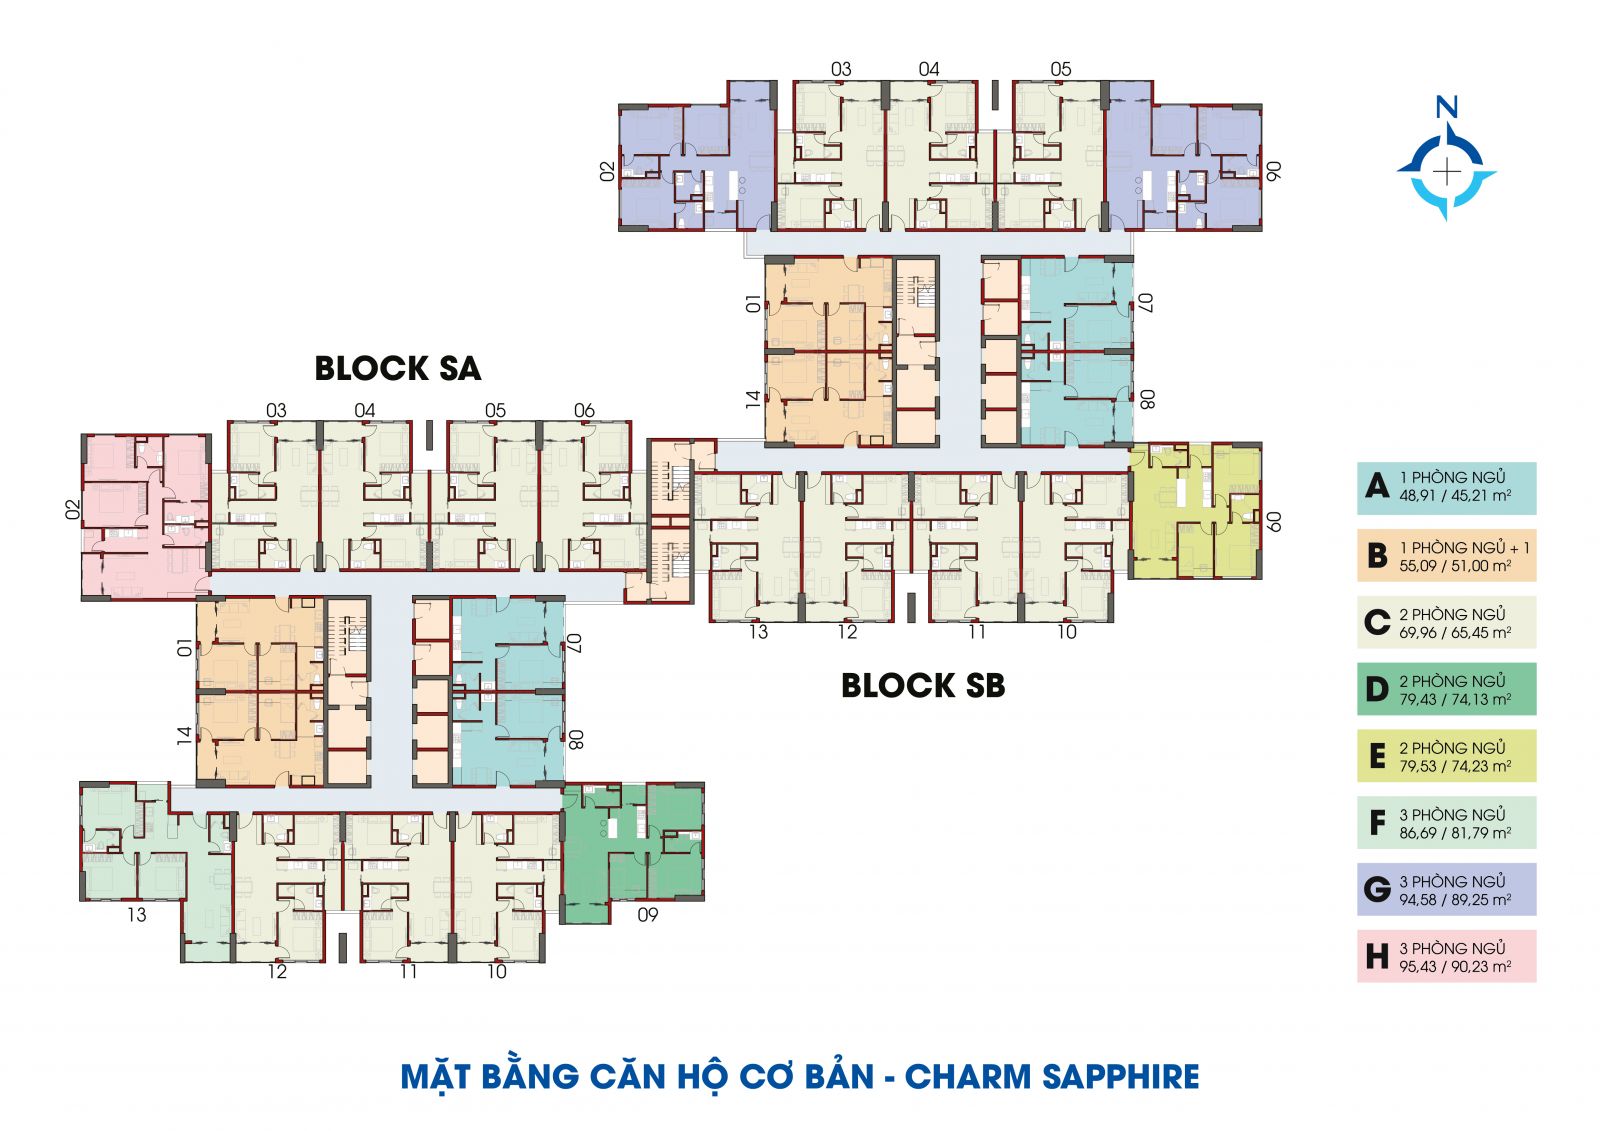 03
04
05
N
02
06
01
07
BLOCK SA
14
08
03
04
05
06
02
A
1 PHÒNG NGỦ
48,91 / 45,21 m²
09
B
1 PHÒNG NGỦ + 1
55,09 / 51,00 m²
C
2 PHÒNG NGỦ
69,96 / 65,45 m²
13
12
11
10
01
07
BLOCK SB
D
2 PHÒNG NGỦ
79,43 / 74,13 m²
14
08
E
2 PHÒNG NGỦ
79,53 / 74,23 m²
F
3 PHÒNG NGỦ
86,69 / 81,79 m²
G
3 PHÒNG NGỦ
94,58 / 89,25 m²
13
09
H
3 PHÒNG NGỦ
95,43 / 90,23 m²
12
11
10
MẶT BẰNG CĂN HỘ CƠ BẢN - CHARM SAPPHIRE